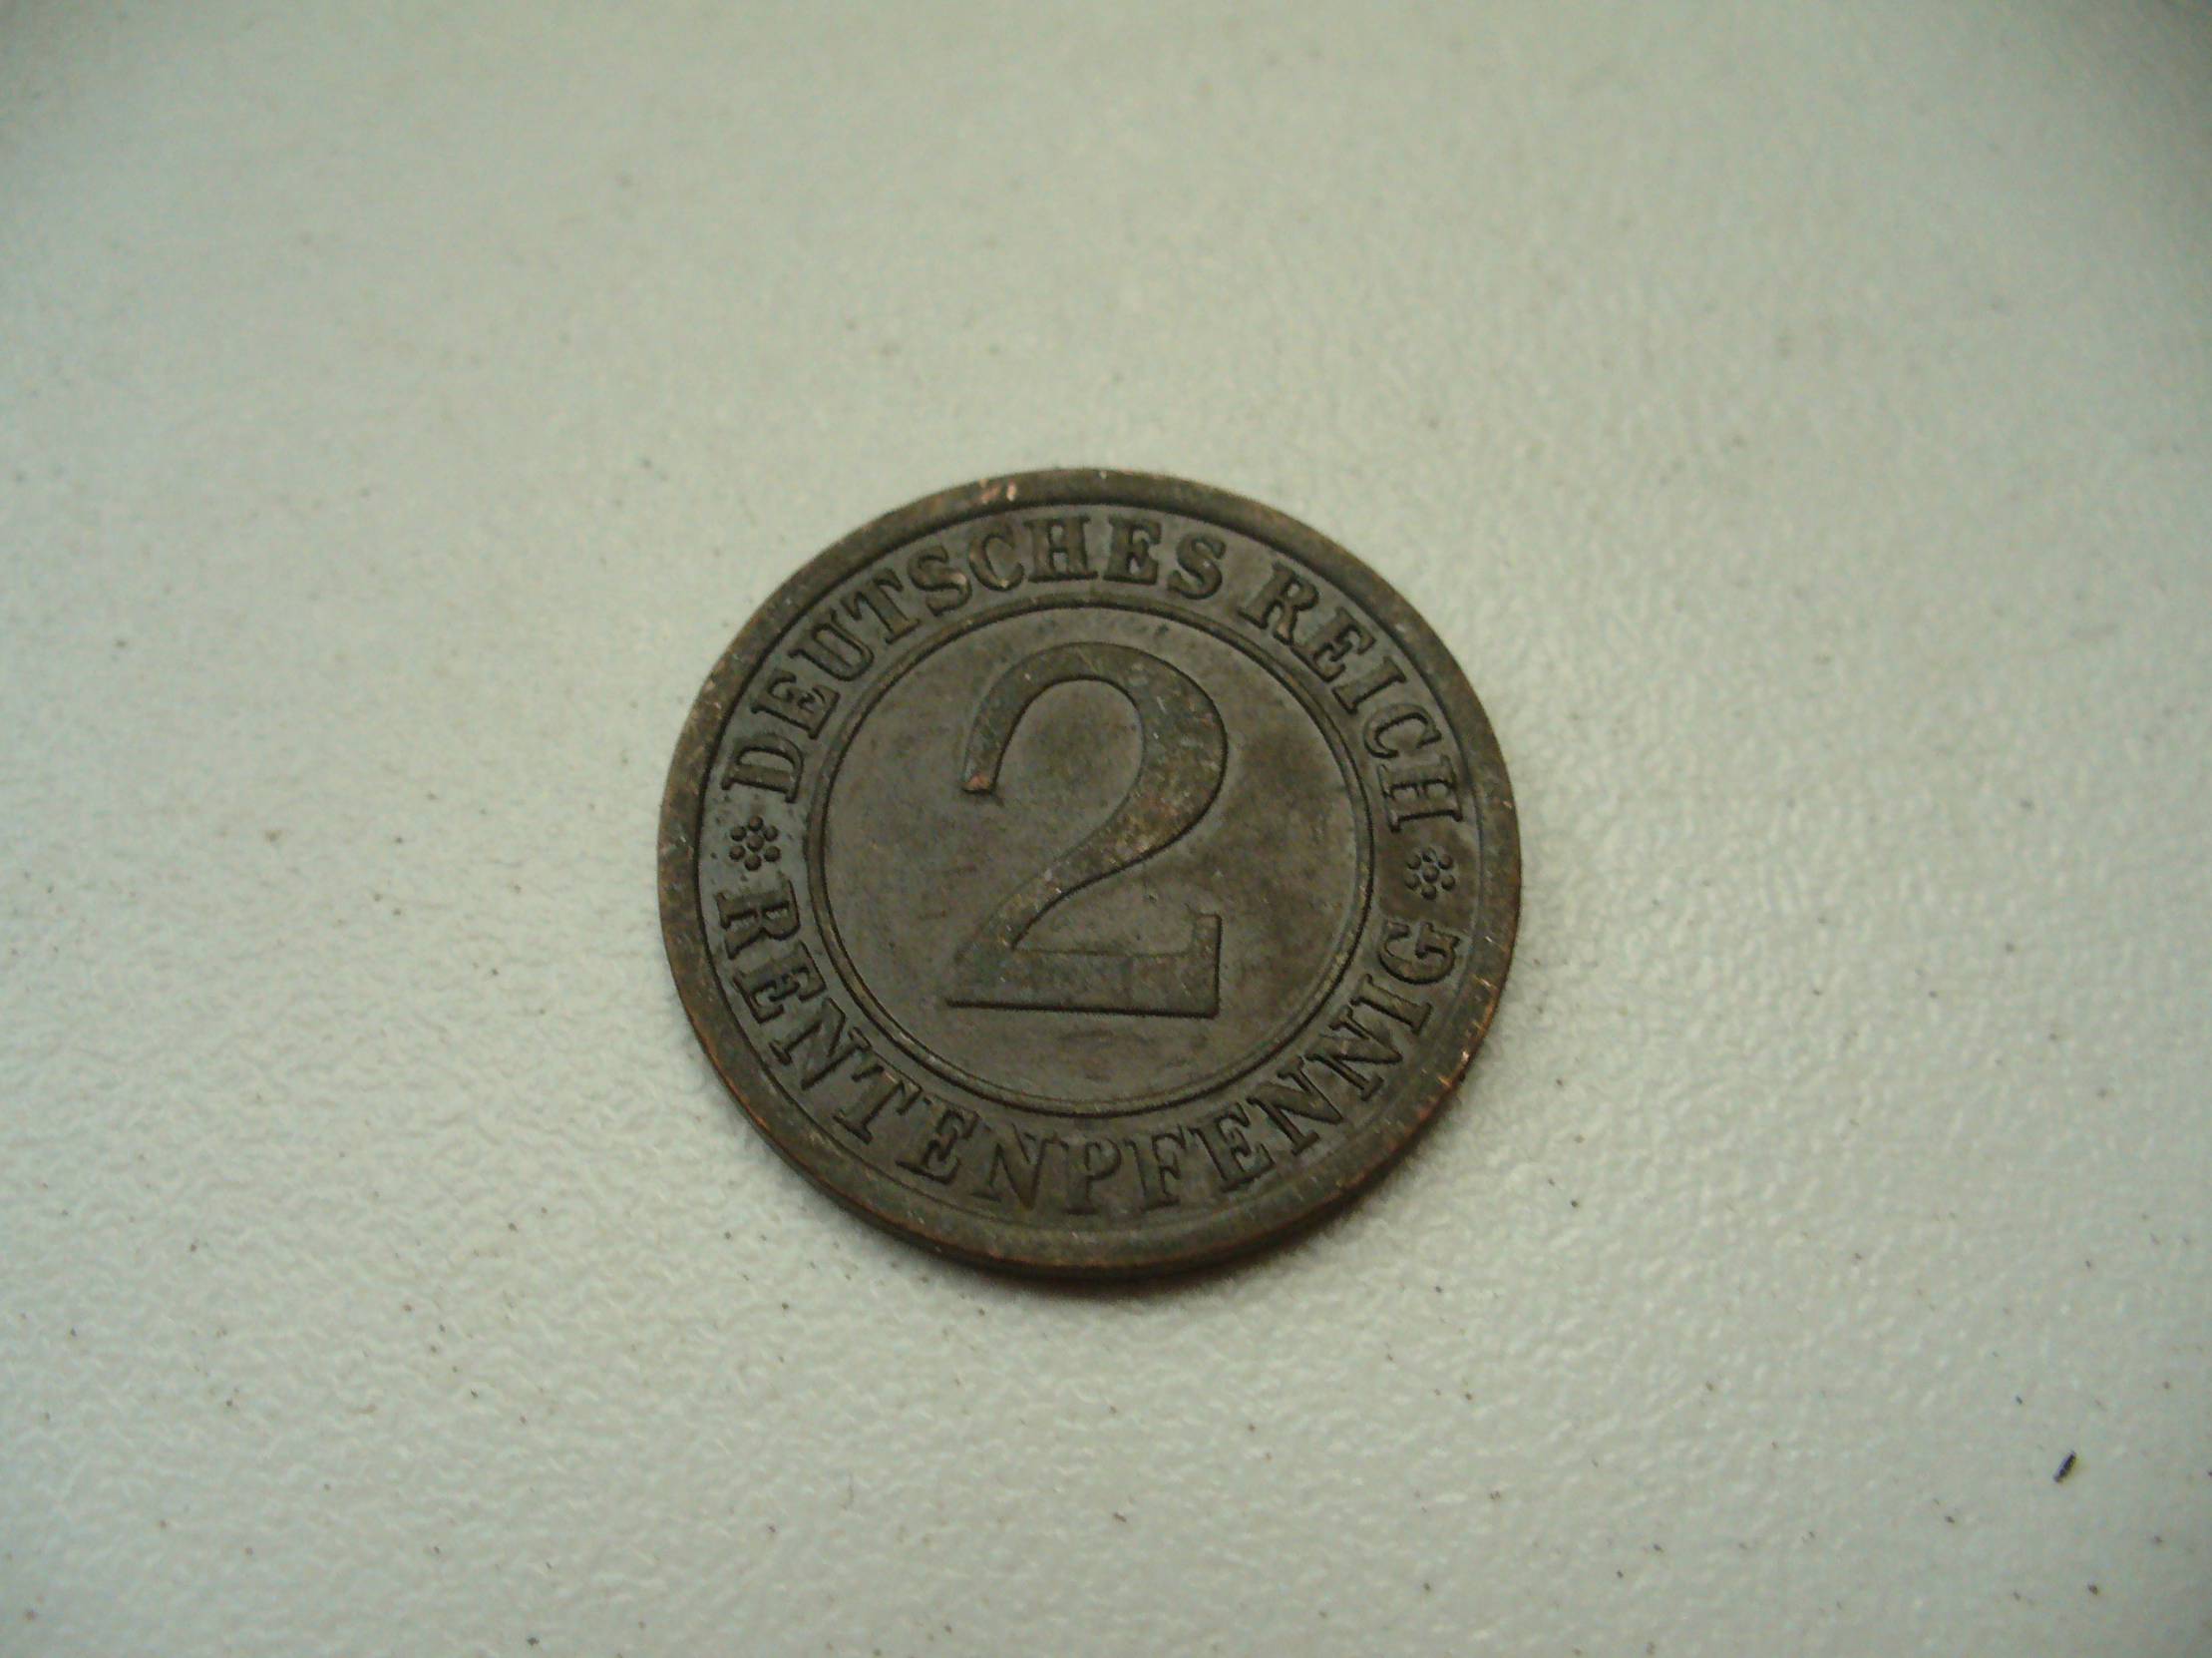 DEUTSCHES REICH
2
RENTENPFENNIG